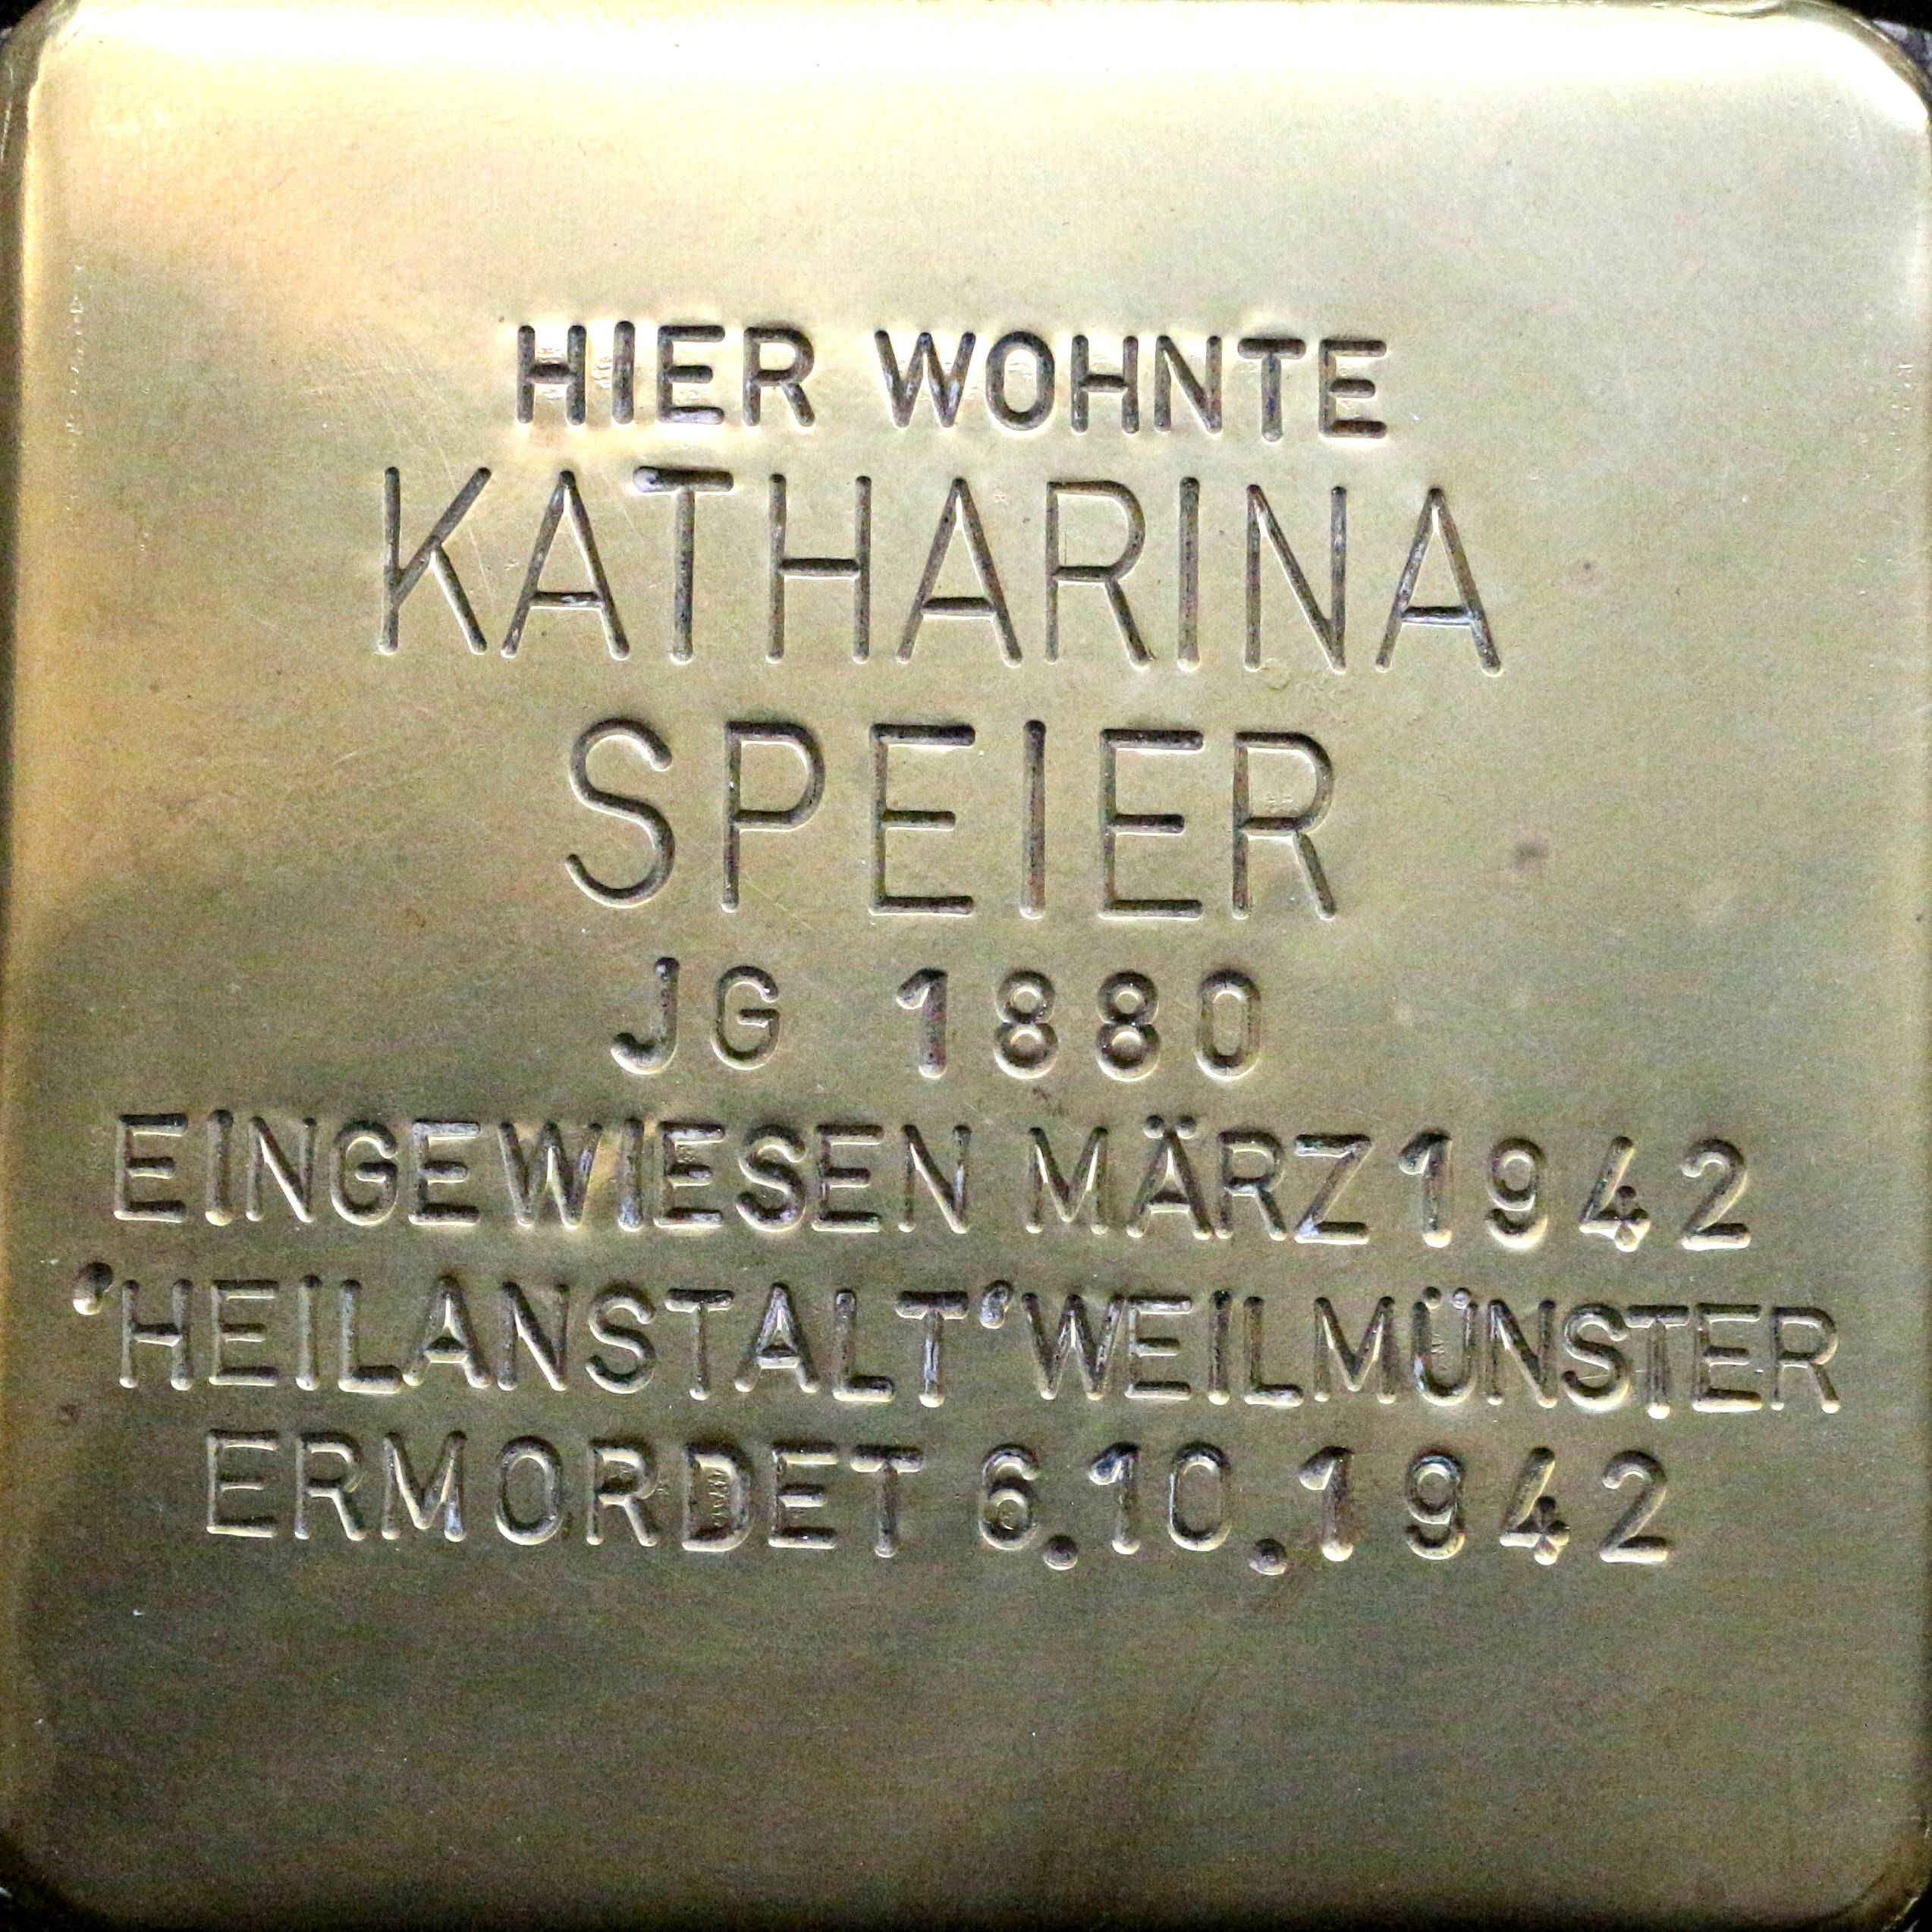 HIER WOHNTE
KATHARINA
SPEIER
JG 1880
EINGEWIESEN MÄRZ 1942
'HEILANSTALT' WEILMÜNSTER
ERMORDET 6.10.1942